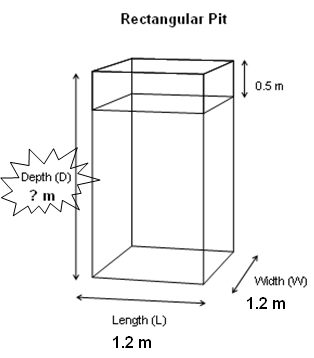 Rectangular Pit
0.5 m
Depth (D)
? m
Width (W)
1.2 m
Length (L)
1.2 m